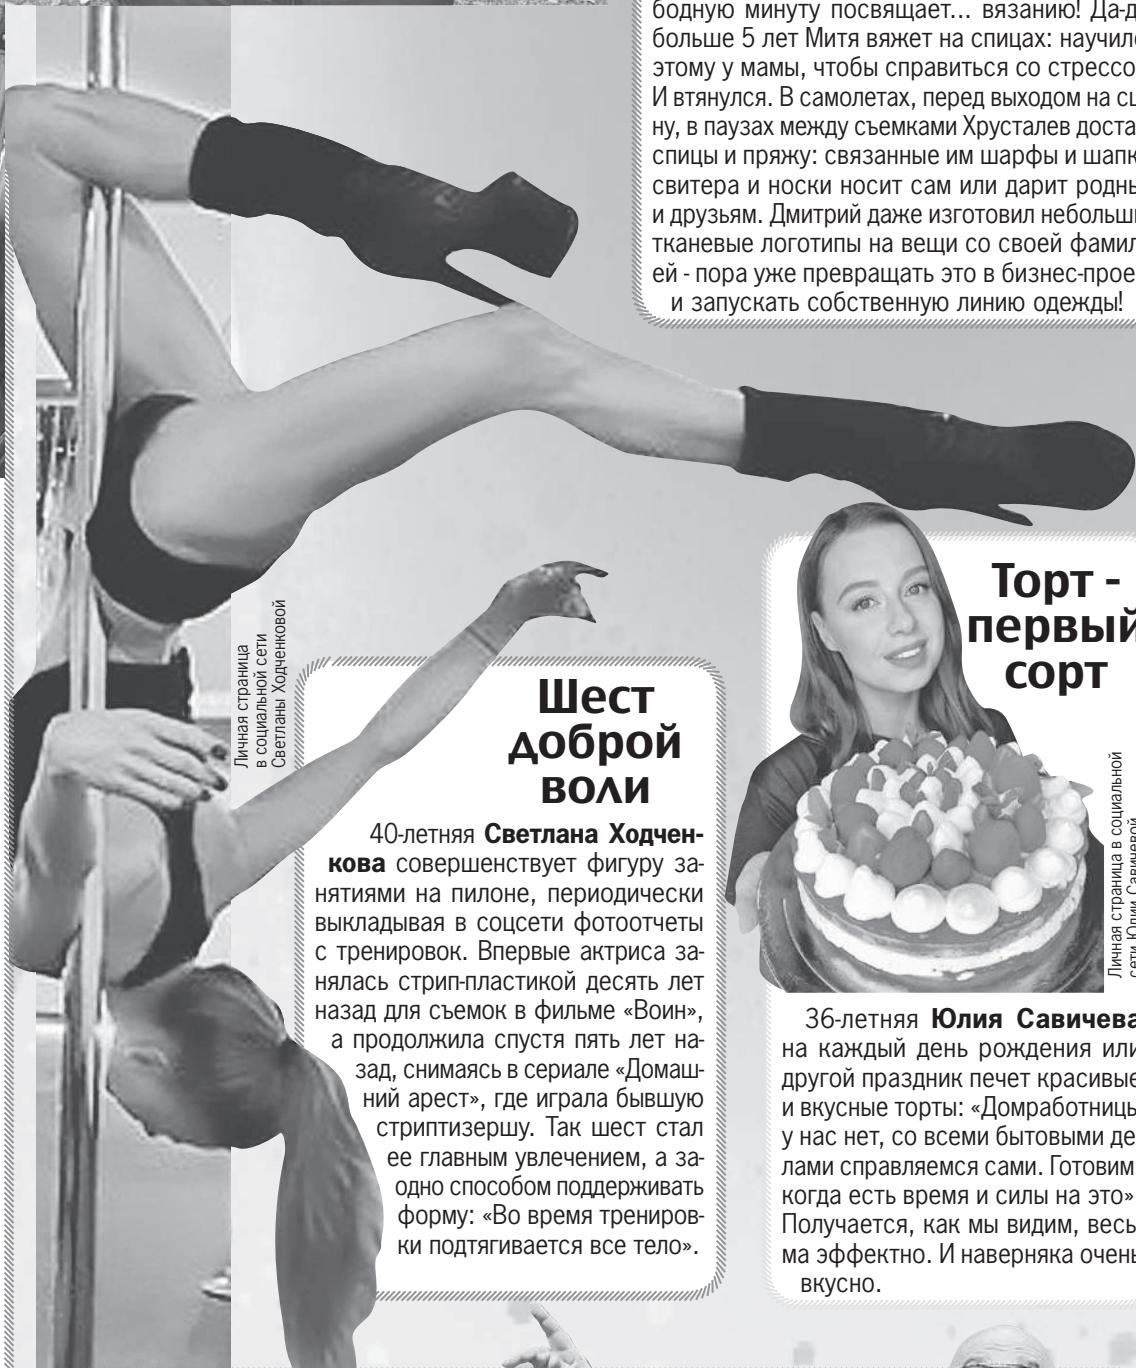 бодную минуту посвящает... вязанию! Да-д
больше 5 лет Митя вяжет на спицах: научилс
этому у мамы, чтобы справиться со стрессо
И втянулся. В самолетах, перед выходом на сц
ну, в паузах между съемками Хрусталев доста
спицы и пряжу: связанные им шарфы и шапк
свитера и носки носит сам или дарит родны
и друзьям. Дмитрий даже изготовил небольши
тканевые логотипы на вещи со своей фамил
ей - пора уже превращать это в бизнес-прое
и запускать собственную линию одежды!
Личная страница
в социальной сети
Светланы Ходченковой
Шест
доброй
воли
40-летняя Светлана Ходчен-
кова совершенствует фигуру за-
нятиями на пилоне, периодически
выкладывая в соцсети фотоотчеты
с тренировок. Впервые актриса за-
нялась стрип-пластикой десять лет
назад для съемок в фильме «Воин»,
а продолжила спустя пять лет на-
зад, снимаясь в сериале «Домаш-
ний арест», где играла бывшую
стриптизершу. Так шест стал
ее главным увлечением, а за-
одно способом поддерживать
форму: «Во время трениров-
ки подтягивается все тело».
Торт -
первый
сорт
Личная страница в социальной
сети Юлии Савичевой
36-летняя Юлия Савичева
на каждый день рождения или
другой праздник печет красивые
и вкусные торты: «Домработницы
у нас нет, со всеми бытовыми де-
лами справляемся сами. Готовим,
когда есть время и силы на это».
Получается, как мы видим, весь-
ма эффектно. И наверняка очень
вкусно.